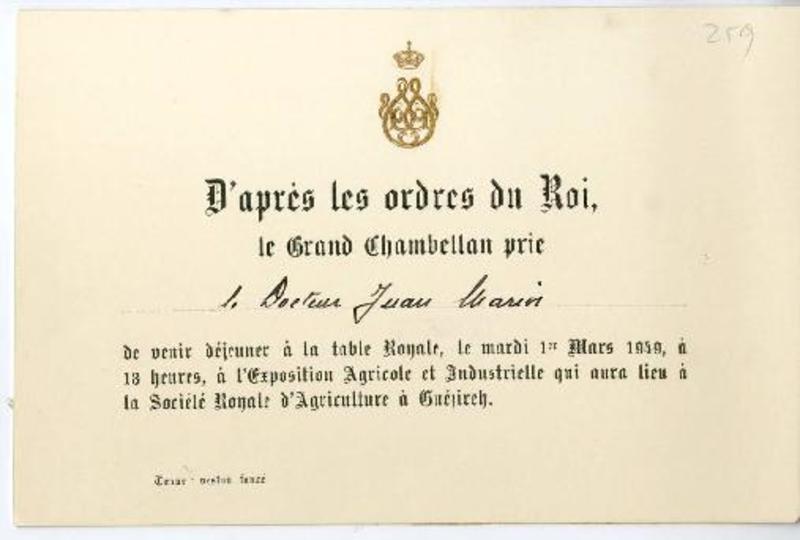 259
D'après les ordres du Roi,
le Grand Chambellan prie
le Docteur Juan Marin
de venir déjeuner à la table Royale, le mardi 1er Mars 1949, à
13 heures, à l'Exposition Agricole et Industrielle qui aura lieu à
la Société Royale d'Agriculture à Guézireh.
Tenue : veston foncé